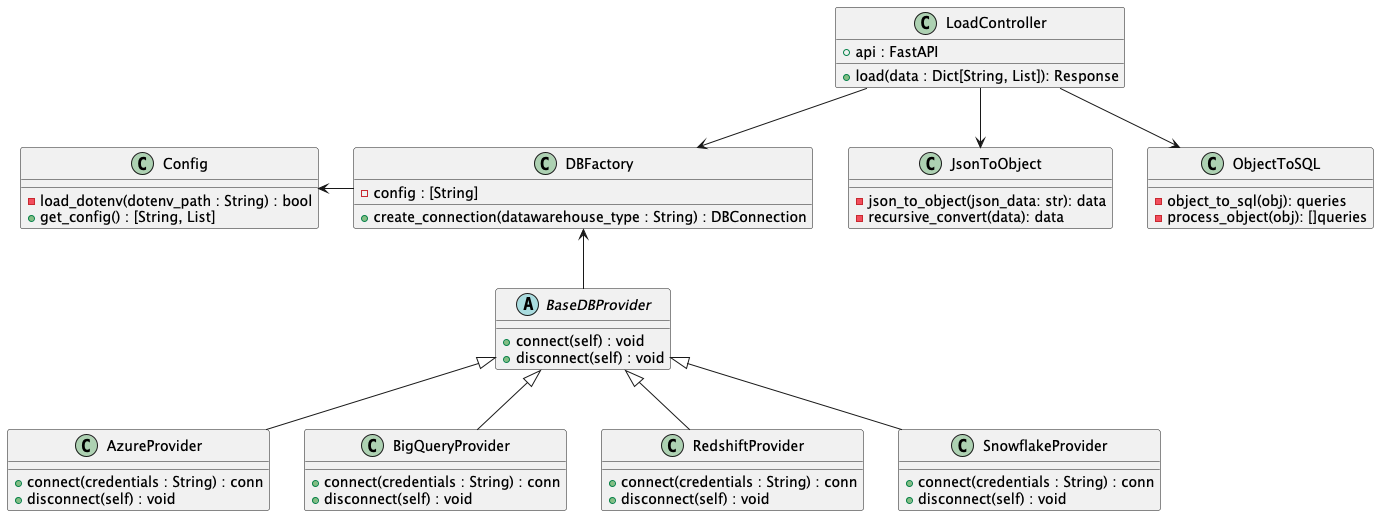 C LoadController
api : FastAPI
load(data : Dict[String, List]): Response
C Config
load_dotenv(dotenv_path : String) : bool
get_config() : [String, List]
C DBFactory
config : [String]
create_connection(datawarehouse_type : String) : DBConnection
C JsonToObject
json_to_object(json_data: str): data
recursive_convert(data): data
C ObjectToSQL
object_to_sql(obj): queries
process_object(obj): []queries
A BaseDBProvider
connect(self) : void
disconnect(self) : void
C AzureProvider
connect(credentials : String) : conn
disconnect(self) : void
C BigQueryProvider
connect(credentials : String) : conn
disconnect(self) : void
C RedshiftProvider
connect(credentials : String) : conn
disconnect(self) : void
C SnowflakeProvider
connect(credentials : String) : conn
disconnect(self) : void